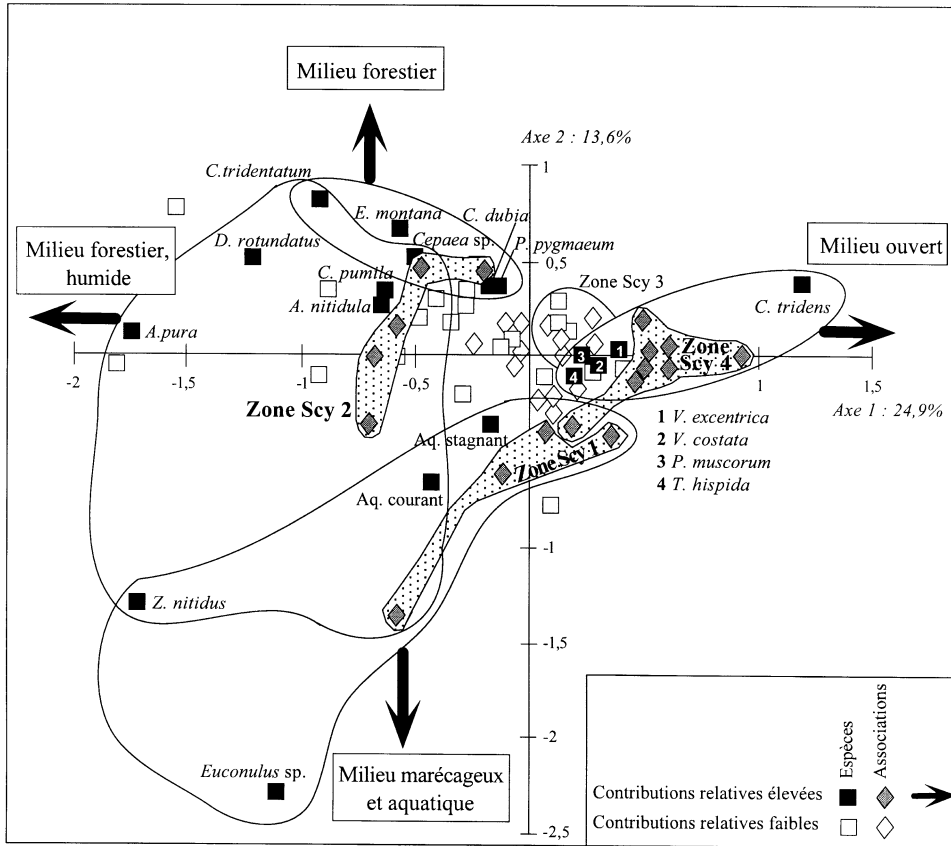 Milieu forestier
Axe 2 : 13,6%
1
C.tridentatum
E. montana
C. dubia
D. rotundatus
Cepaea sp.
P. pygmaeum
Milieu forestier,
humide
Milieu ouvert
0,5
Zone Scy 3
C. pumtla
A. nitidula
C. tridens
A.pura
1
3
2
4
Zone
Scy 4
-2
-1,5
-1
-0,5
1
1,5
Zone Scy 2
Axe 1 : 24,9%
1 V. excentrica
2 V. costata
3 P. muscorum
4 T. hispida
Aq. stagnant
Zone Scy 1
Aq. courant
-1
Z. nitidus
-1,5
-2
Euconulus sp.
Milieu marécageux
et aquatique
-2,5
Espèces
Associations
Contributions relatives élevées
Contributions relatives faibles